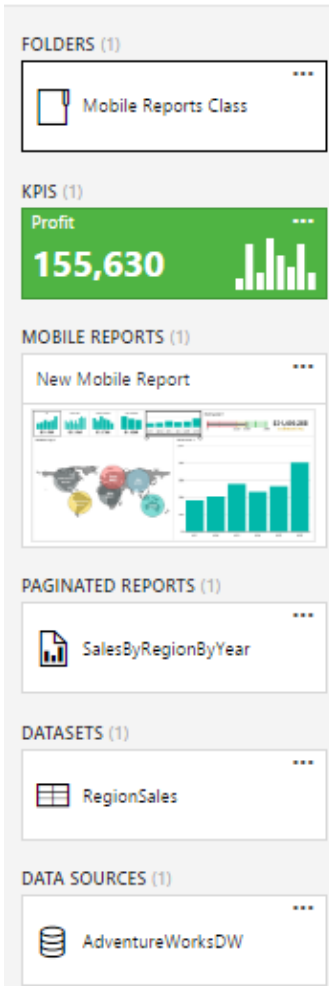 FOLDERS (1)
...
Mobile Reports Class
KPIS (1)
Profit ...
155,630
MOBILE REPORTS (1)
...
New Mobile Report
PAGINATED REPORTS (1)
...
SalesByRegionByYear
DATASETS (1)
...
RegionSales
DATA SOURCES (1)
...
AdventureWorksDW